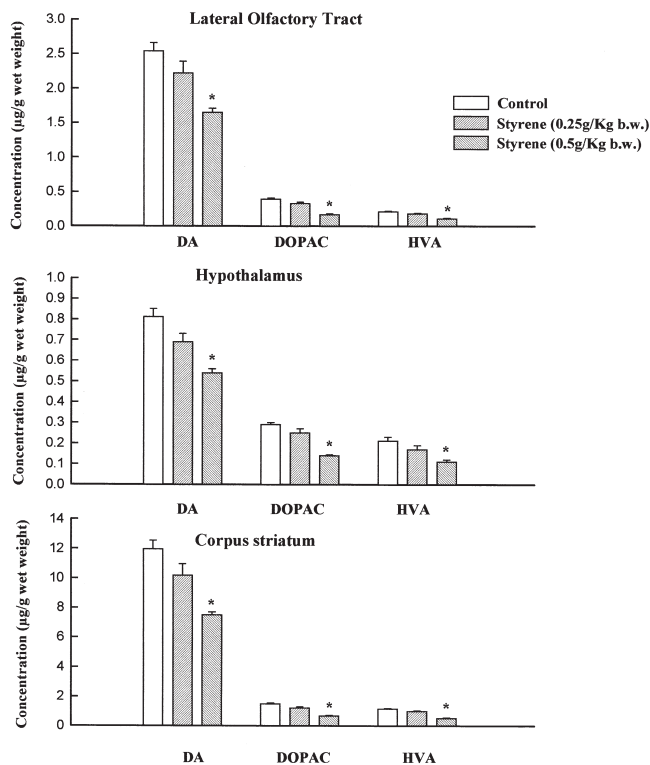 Lateral Olfactory Tract
Concentration (µg/g wet weight)
3.0
2.5
2.0
1.5
1.0
0.5
0.0
*
*
*
Control
Styrene (0.25g/Kg b.w.)
Styrene (0.5g/Kg b.w.)
DA DOPAC HVA
Hypothalamus
Concentration (µg/g wet weight)
1.0
0.9
0.8
0.7
0.6
0.5
0.4
0.3
0.2
0.1
0.0
*
*
*
DA DOPAC HVA
Corpus striatum
Concentration (µg/g wet weight)
14
12
10
8
6
4
2
0
*
*
*
DA DOPAC HVA